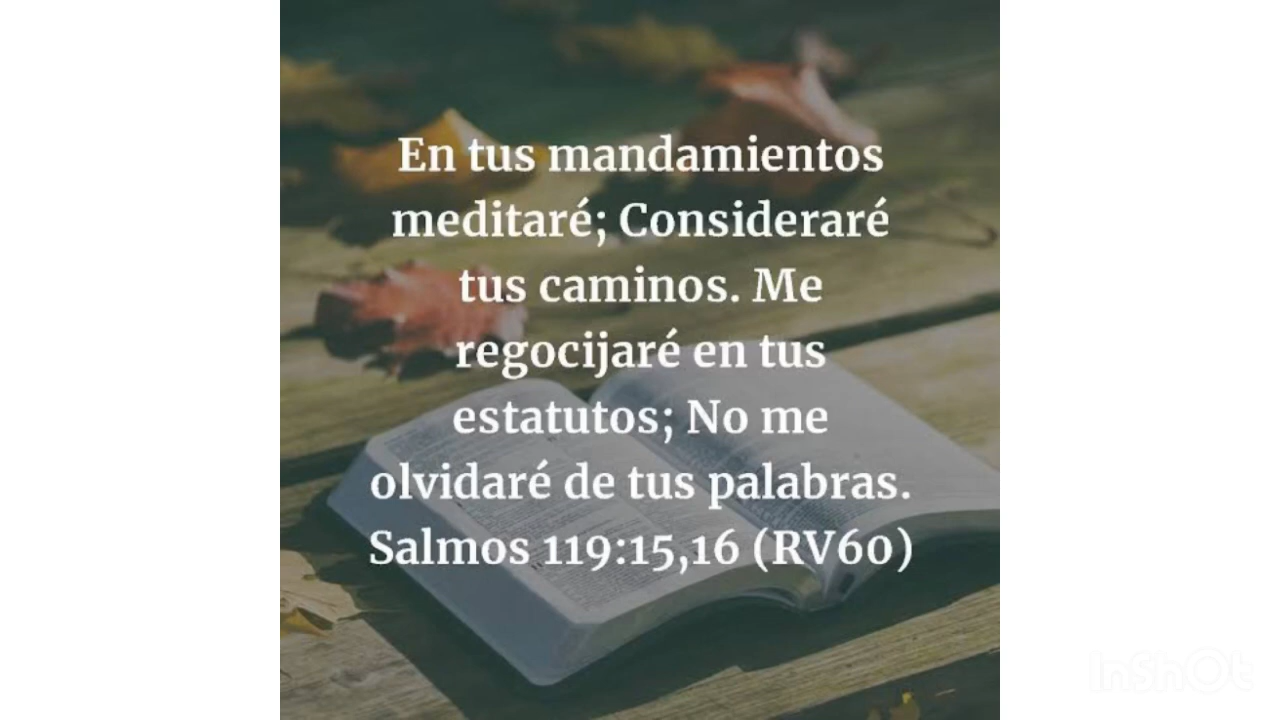 En tus mandamientos
meditaré; Consideraré
tus caminos. Me
regocijaré en tus
estatutos; No me
olvidaré de tus palabras.
Salmos 119:15,16 (RV60)
InShOt